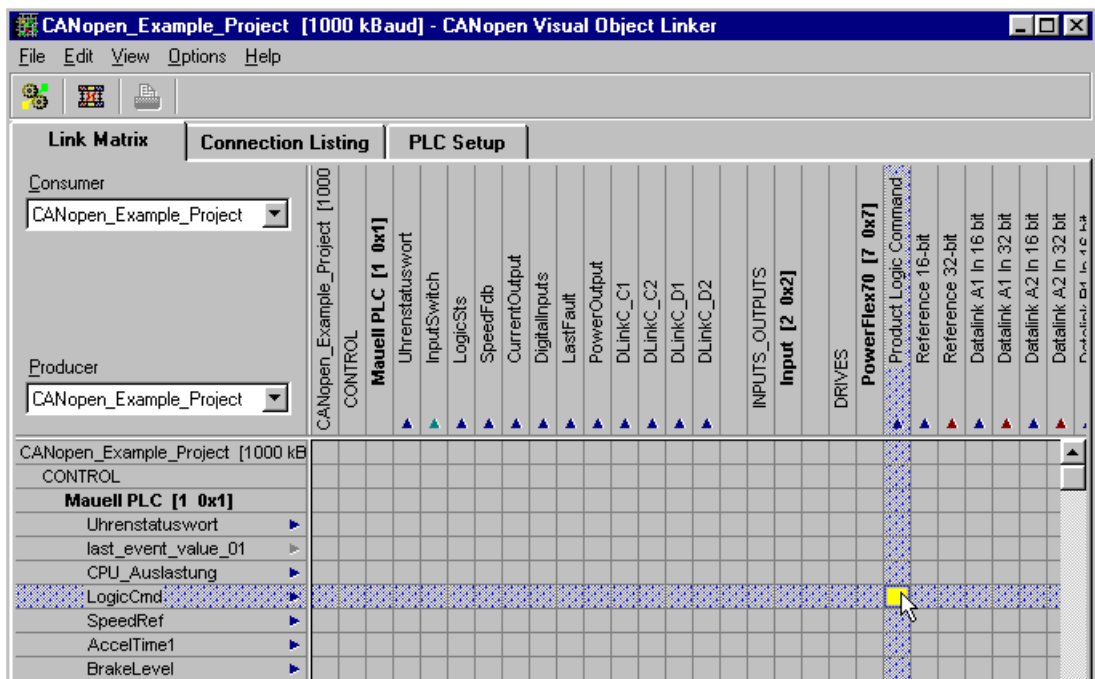 CANopen_Example_Project [1000 kBaud] - CANopen Visual Object Linker
File Edit View Options Help
Link Matrix Connection Listing PLC Setup
Consumer
CANopen_Example_Project
Producer
CANopen_Example_Project
CANopen_Example_Project [1000
CONTROL
Mauell PLC [1 0x1]
Uhrenstatuswort
InputSwitch
LogicSts
SpeedFdb
CurrentOutput
DigitalInputs
LastFault
PowerOutput
DLinkC_C1
DLinkC_C2
DLinkC_D1
DLinkC_D2
INPUTS_OUTPUTS
Input [2 0x2]
DRIVES
PowerFlex70 [7 0x7]
Product Logic Command
Reference 16-bit
Reference 32-bit
Datalink A1 In 16 bit
Datalink A1 In 32 bit
Datalink A2 In 16 bit
Datalink A2 In 32 bit
CANopen_Example_Project [1000 kB
CONTROL
Mauell PLC [1 0x1]
Uhrenstatuswort
last_event_value_01
CPU_Auslastung
LogicCmd
SpeedRef
AccelTime1
BrakeLevel